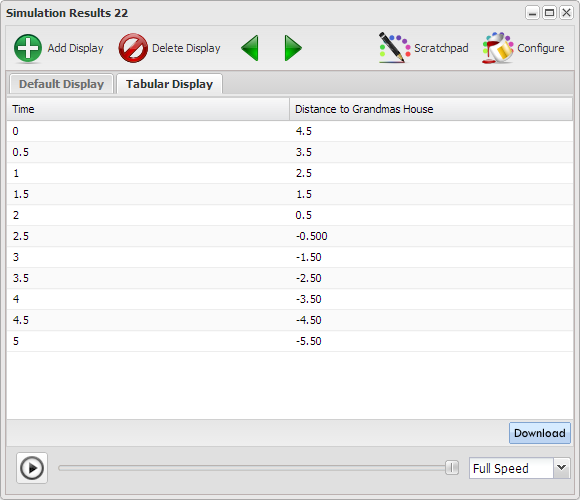 Simulation Results 22
Add Display Delete Display Scratchpad Configure
Default Display Tabular Display
Time Distance to Grandmas House
0 4.5
0.5 3.5
1 2.5
1.5 1.5
2 0.5
2.5 -0.500
3 -1.50
3.5 -2.50
4 -3.50
4.5 -4.50
5 -5.50
Download
Full Speed